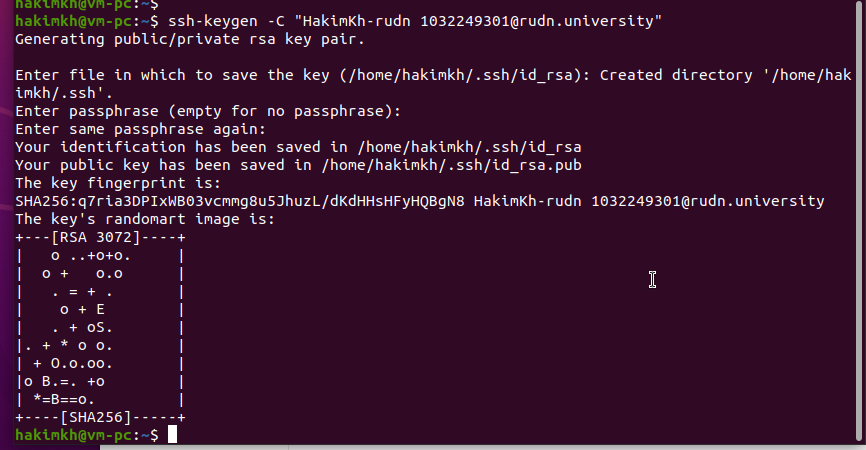 hakimkh@vm-pc:~$
hakimkh@vm-pc:~$ ssh-keygen -C "HakimKh-rudn 1032249301@rudn.university"
Generating public/private rsa key pair.
Enter file in which to save the key (/home/hakimkh/.ssh/id_rsa): Created directory '/home/hak
imkh/.ssh'.
Enter passphrase (empty for no passphrase):
Enter same passphrase again:
Your identification has been saved in /home/hakimkh/.ssh/id_rsa
Your public key has been saved in /home/hakimkh/.ssh/id_rsa.pub
The key fingerprint is:
SHA256:q7ria3DPIxWB03vcmmg8u5JhuzL/dKdHHsHFyHQBgN8 HakimKh-rudn 1032249301@rudn.university
The key's randomart image is:
+---[RSA 3072]----+
|   o ..+o+o.     |
|  o +   o.o      |
|   . = + .       |
|    o + E        |
|   . + oS.       |
|. + * o o.       |
| + O.o.oo.       |
|o B.=. +o        |
| *=B==o.         |
+----[SHA256]-----+
hakimkh@vm-pc:~$